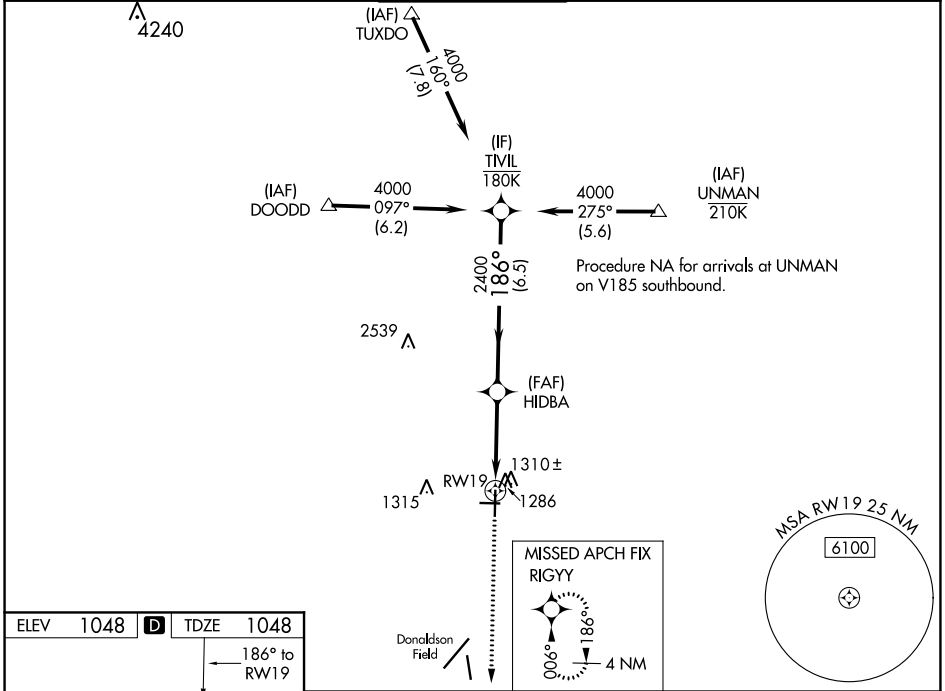 4240
(IAF)
TUXDO
4000
160°
(7.8)
(IF)
TIVIL
180K
(IAF)
DOODD
4000
097°
(6.2)
4000
275°
(5.6)
(IAF)
UNMAN
210K
2400
186°
(6.5)
Procedure NA for arrivals at UNMAN
on V185 southbound.
2539
(FAF)
HIDBA
1310±
RW19
1315
1286
MSA RW19 25 NM
6100
MISSED APCH FIX
RIGYY
186°
006°
4 NM
Donaldson
Field
ELEV 1048 D TDZE 1048
186° to
RW19